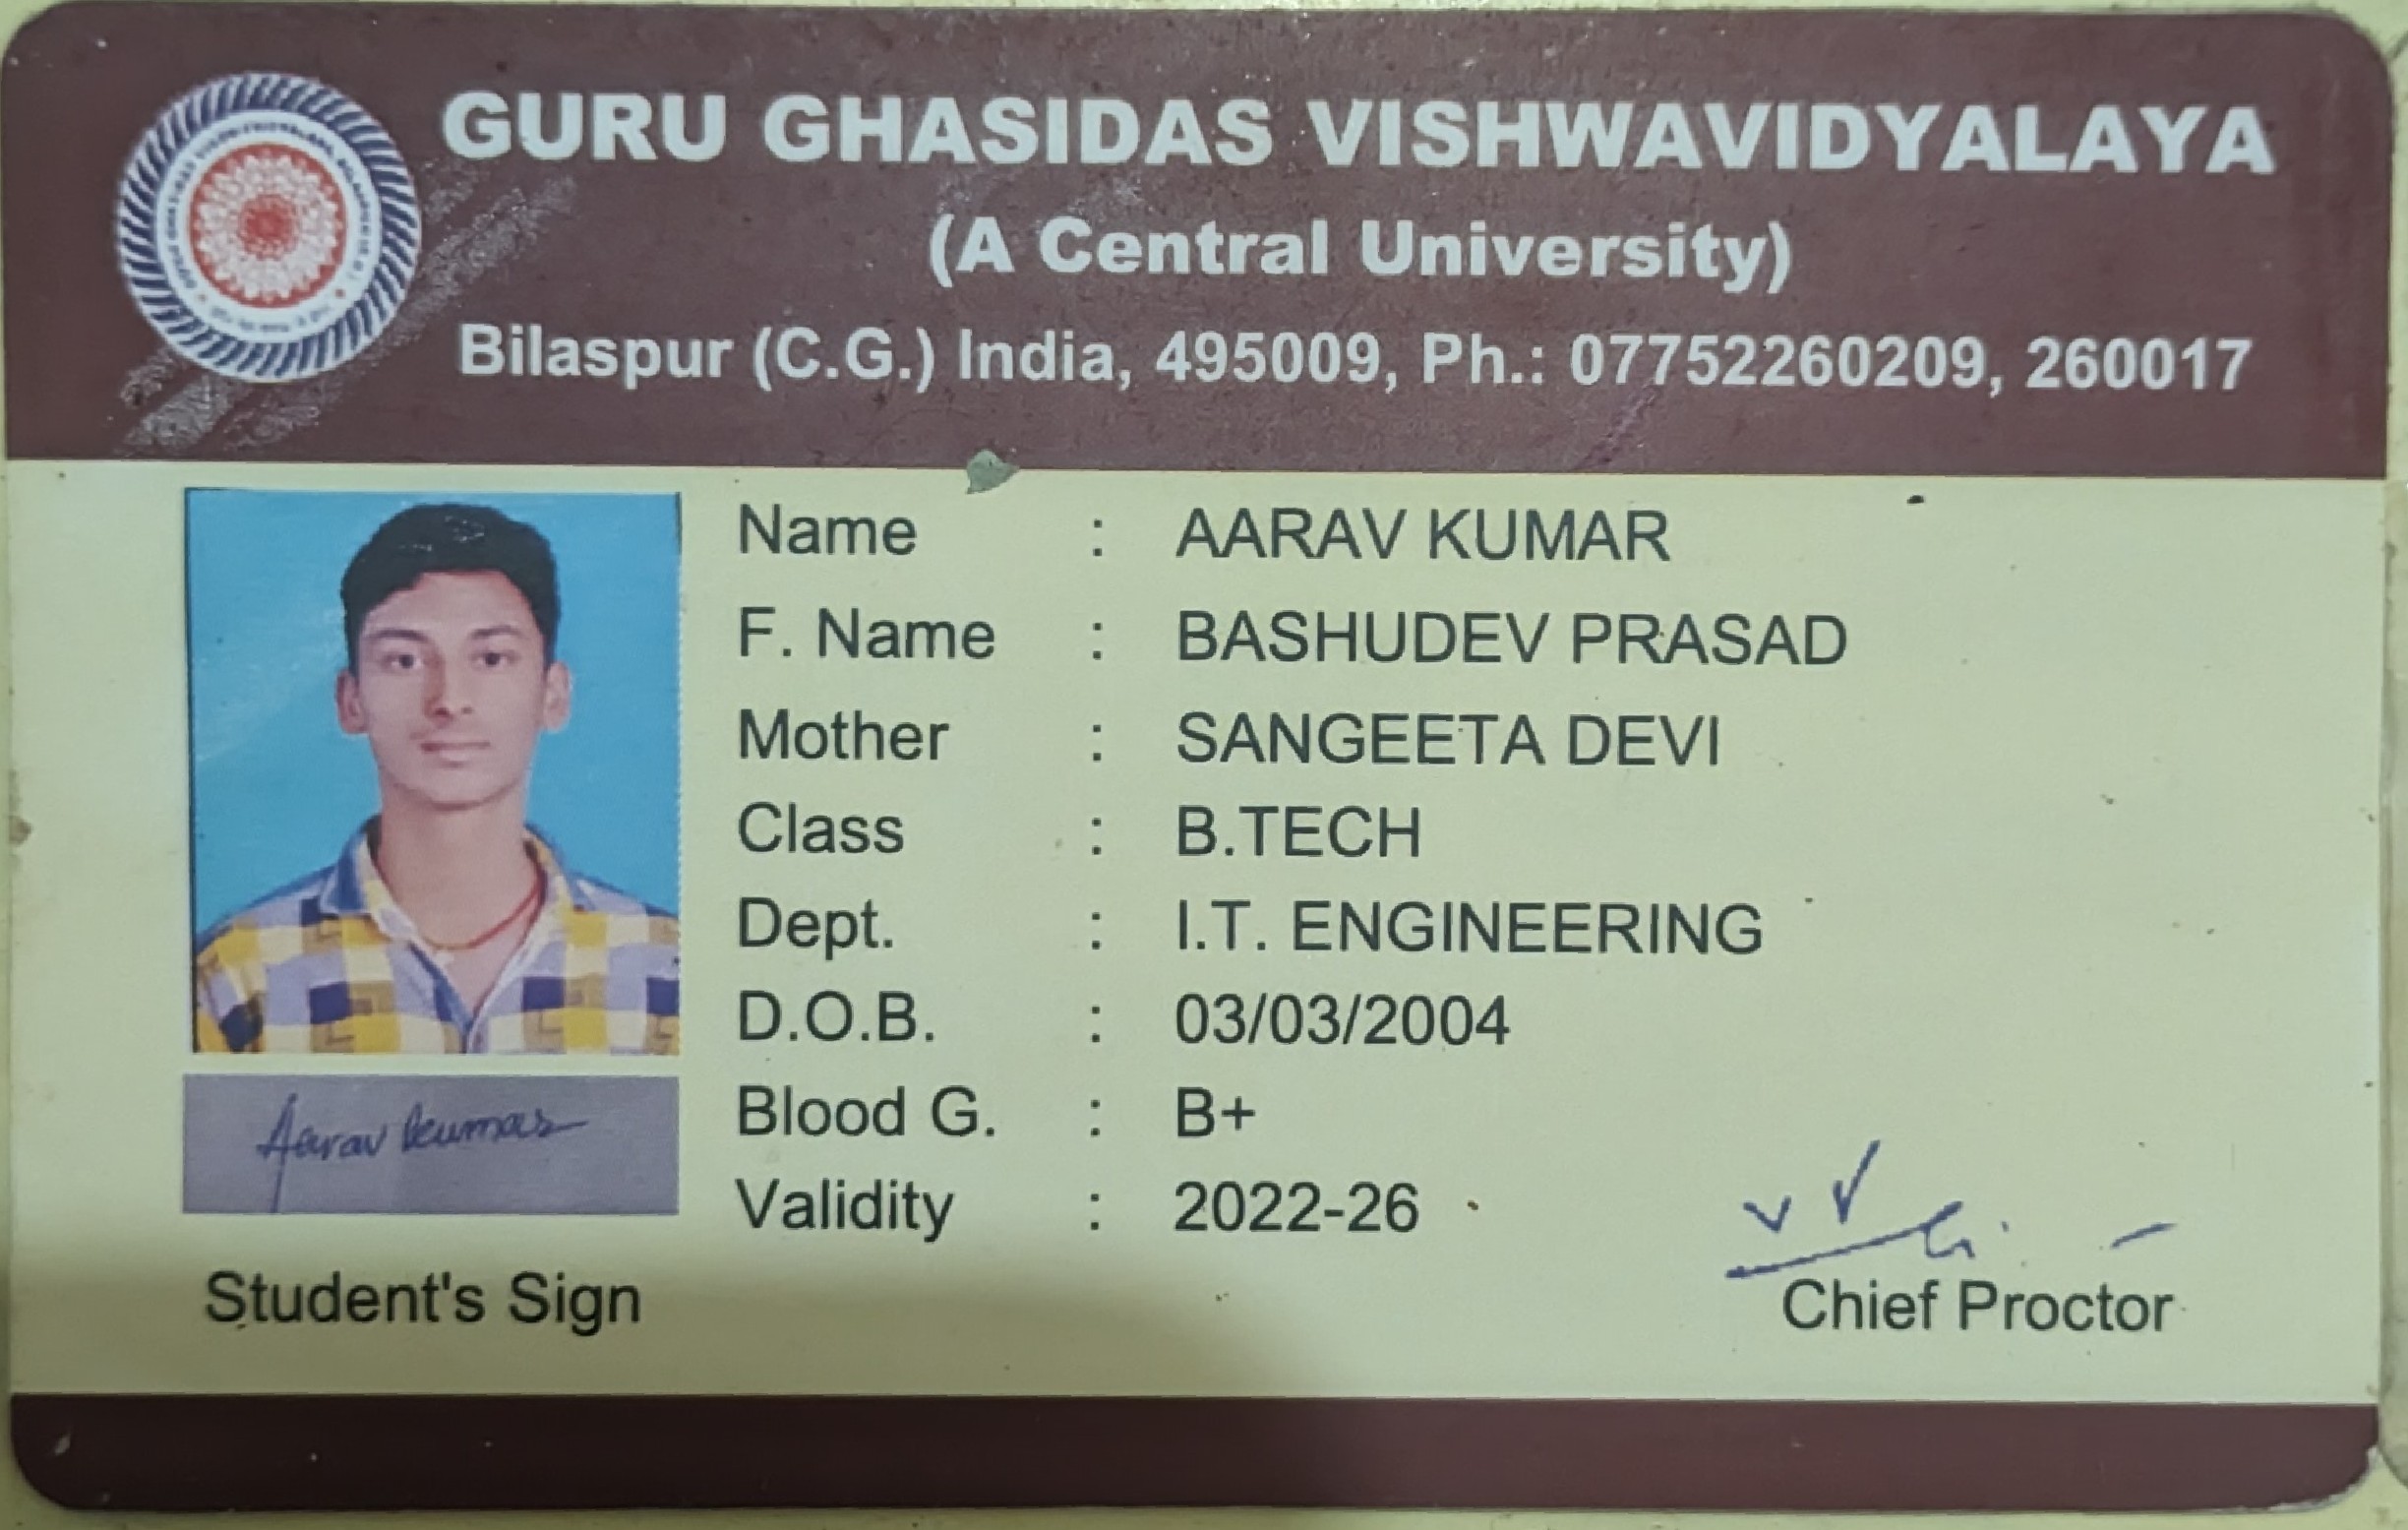 GURU GHASIDAS VISHWAVIDYALAYA
(A Central University)
Bilaspur (C.G.) India, 495009, Ph.: 07752260209, 260017
Name : AARAV KUMAR
F. Name : BASHUDEV PRASAD
Mother : SANGEETA DEVI
Class : B.TECH
Dept. : I.T. ENGINEERING
D.O.B. : 03/03/2004
Blood G. : B+
Validity : 2022-26
Aarav Kumar
Student's Sign
Chief Proctor